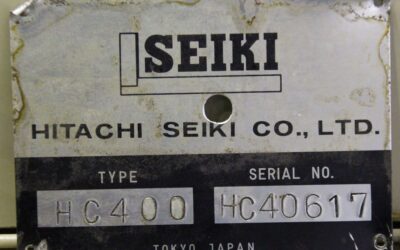 SEIKI
HITACHI SEIKI CO., LTD.
TYPE SERIAL NO.
HC400 HC40617
TOKYO JAPAN